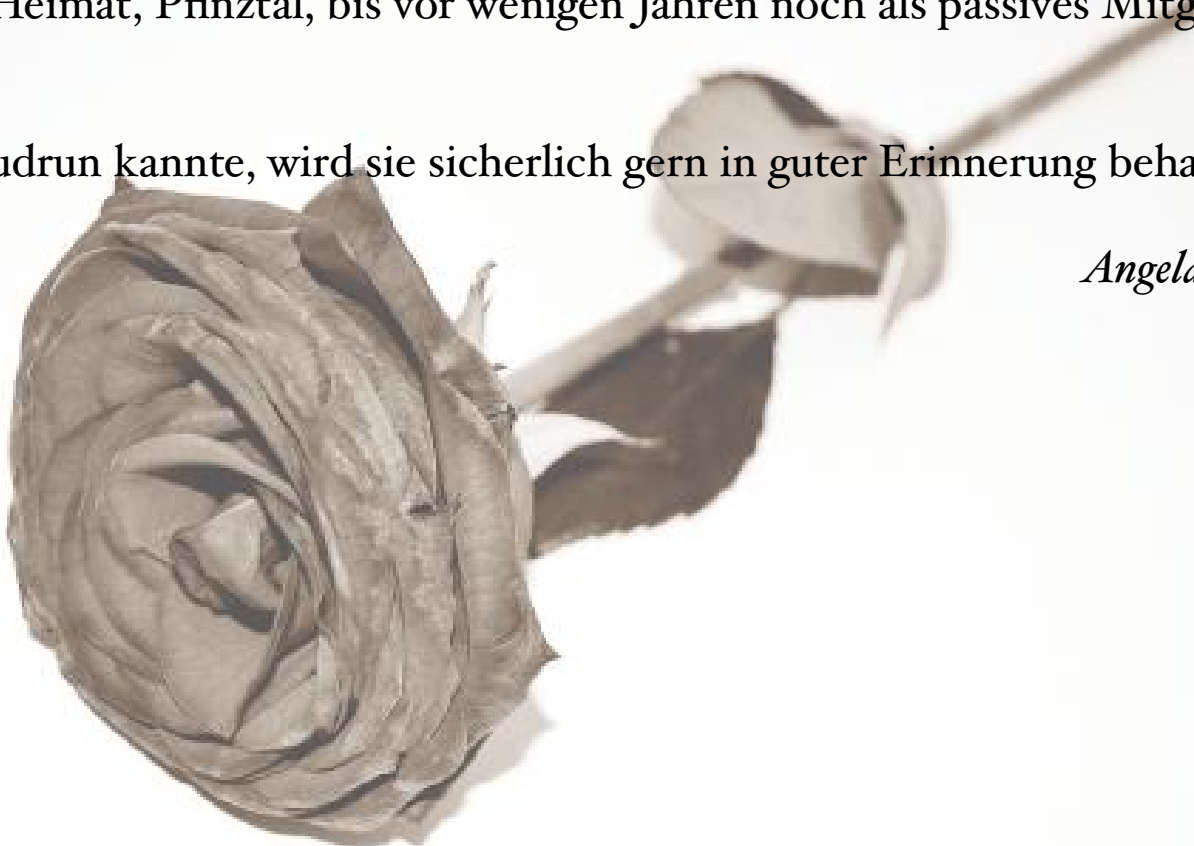 Heimat, Pfinztal, bis vor wenigen Jahren noch als passives Mitg
udrun kannte, wird sie sicherlich gern in guter Erinnerung beha
Angela